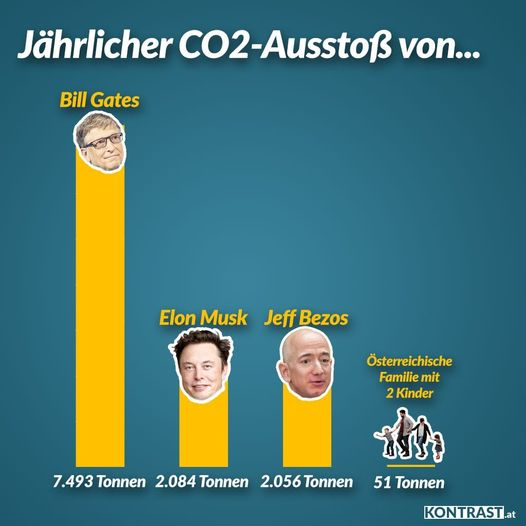 Jährlicher CO2-Ausstoß von...
Bill Gates
Elon Musk
Jeff Bezos
Österreichische
Familie mit
2 Kinder
7.493 Tonnen
2.084 Tonnen
2.056 Tonnen
51 Tonnen
KONTRAST.at